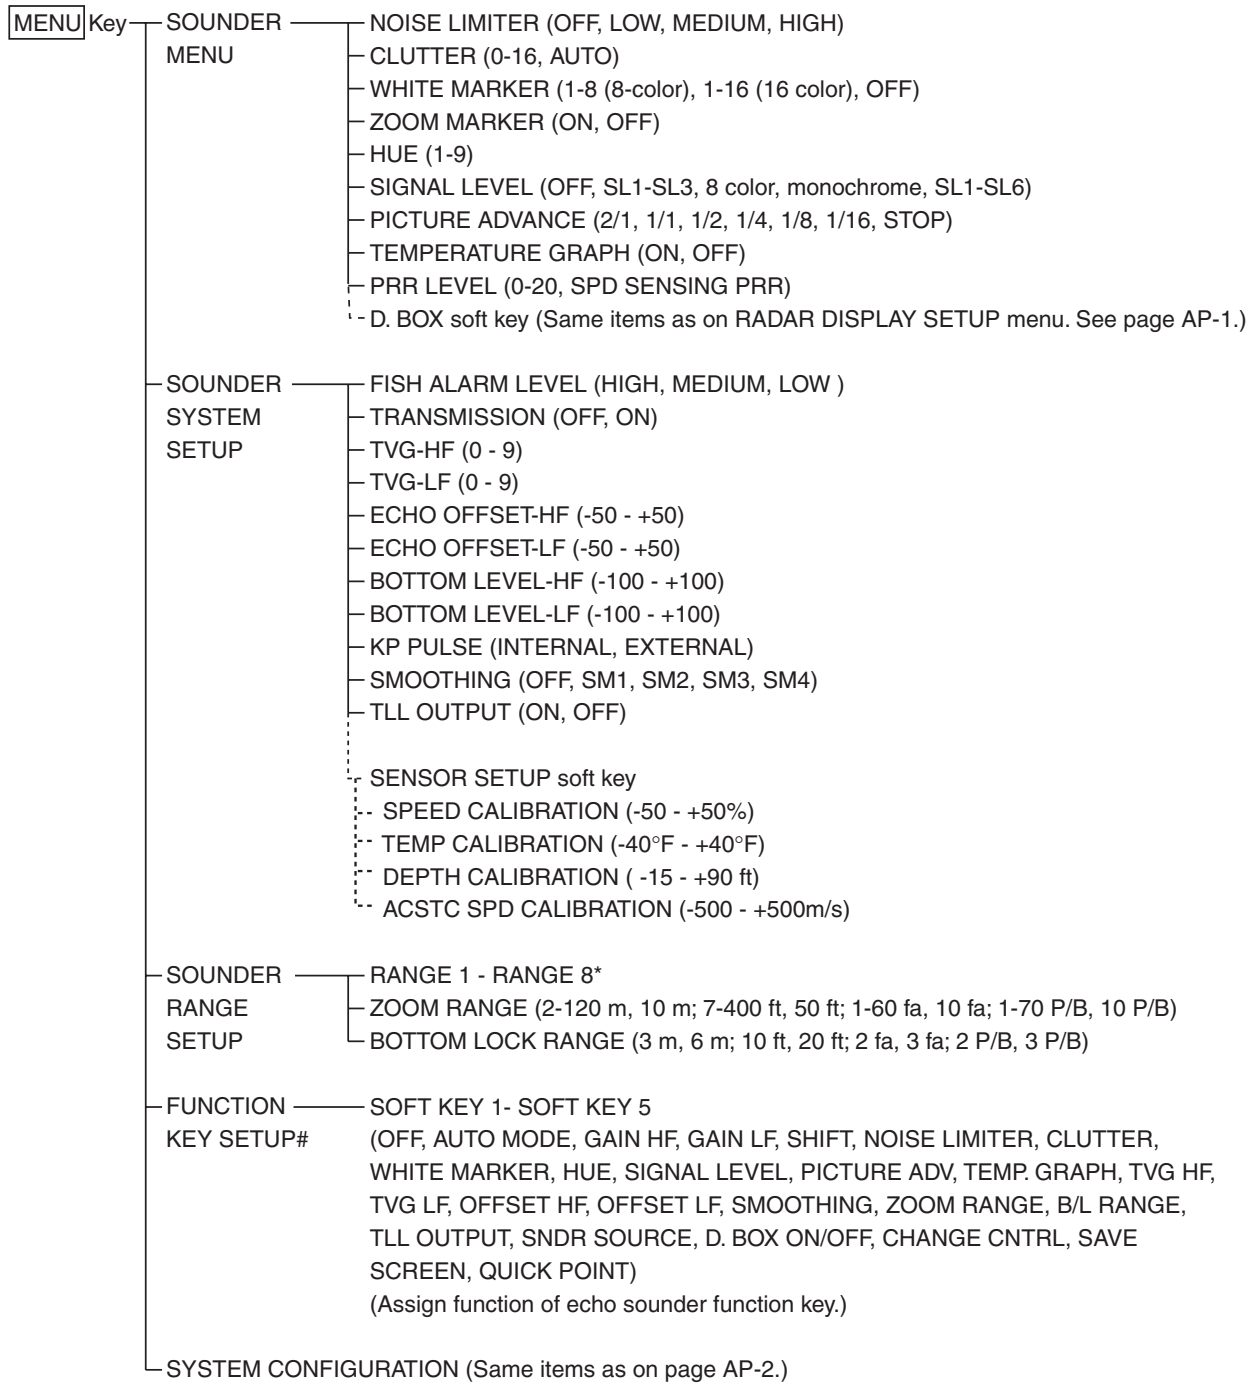 MENU Key SOUNDER NOISE LIMITER (OFF, LOW, MEDIUM, HIGH)
MENU CLUTTER (0-16, AUTO)
WHITE MARKER (1-8 (8-color), 1-16 (16 color), OFF)
ZOOM MARKER (ON, OFF)
HUE (1-9)
SIGNAL LEVEL (OFF, SL1-SL3, 8 color, monochrome, SL1-SL6)
PICTURE ADVANCE (2/1, 1/1, 1/2, 1/4, 1/8, 1/16, STOP)
TEMPERATURE GRAPH (ON, OFF)
PRR LEVEL (0-20, SPD SENSING PRR)
D. BOX soft key (Same items as on RADAR DISPLAY SETUP menu. See page AP-1.)
SOUNDER FISH ALARM LEVEL (HIGH, MEDIUM, LOW )
SYSTEM TRANSMISSION (OFF, ON)
SETUP TVG-HF (0 - 9)
TVG-LF (0 - 9)
ECHO OFFSET-HF (-50 - +50)
ECHO OFFSET-LF (-50 - +50)
BOTTOM LEVEL-HF (-100 - +100)
BOTTOM LEVEL-LF (-100 - +100)
KP PULSE (INTERNAL, EXTERNAL)
SMOOTHING (OFF, SM1, SM2, SM3, SM4)
TLL OUTPUT (ON, OFF)
SENSOR SETUP soft key
SPEED CALIBRATION (-50 - +50%)
TEMP CALIBRATION (-40°F - +40°F)
DEPTH CALIBRATION ( -15 - +90 ft)
ACSTC SPD CALIBRATION (-500 - +500m/s)
SOUNDER RANGE 1 - RANGE 8*
RANGE ZOOM RANGE (2-120 m, 10 m; 7-400 ft, 50 ft; 1-60 fa, 10 fa; 1-70 P/B, 10 P/B)
SETUP BOTTOM LOCK RANGE (3 m, 6 m; 10 ft, 20 ft; 2 fa, 3 fa; 2 P/B, 3 P/B)
FUNCTION SOFT KEY 1- SOFT KEY 5
KEY SETUP# (OFF, AUTO MODE, GAIN HF, GAIN LF, SHIFT, NOISE LIMITER, CLUTTER,
WHITE MARKER, HUE, SIGNAL LEVEL, PICTURE ADV, TEMP. GRAPH, TVG HF,
TVG LF, OFFSET HF, OFFSET LF, SMOOTHING, ZOOM RANGE, B/L RANGE,
TLL OUTPUT, SNDR SOURCE, D. BOX ON/OFF, CHANGE CNTRL, SAVE
SCREEN, QUICK POINT)
(Assign function of echo sounder function key.)
SYSTEM CONFIGURATION (Same items as on page AP-2.)